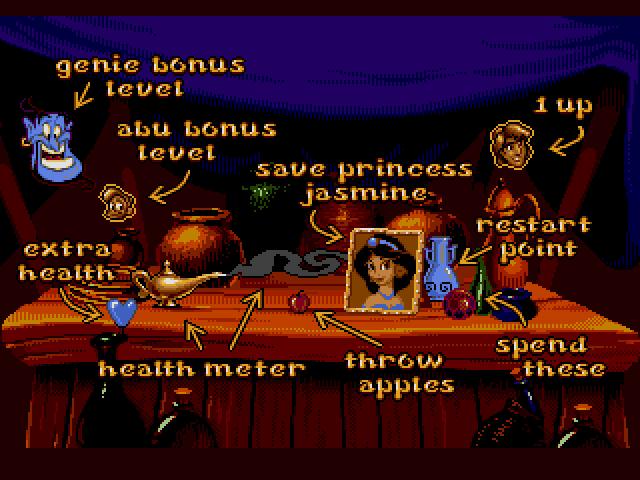 genie bonus
level
1 up
abu bonus
level
save princess
jasmine
restart
point
extra
health
health meter
throw
apples
spend
these